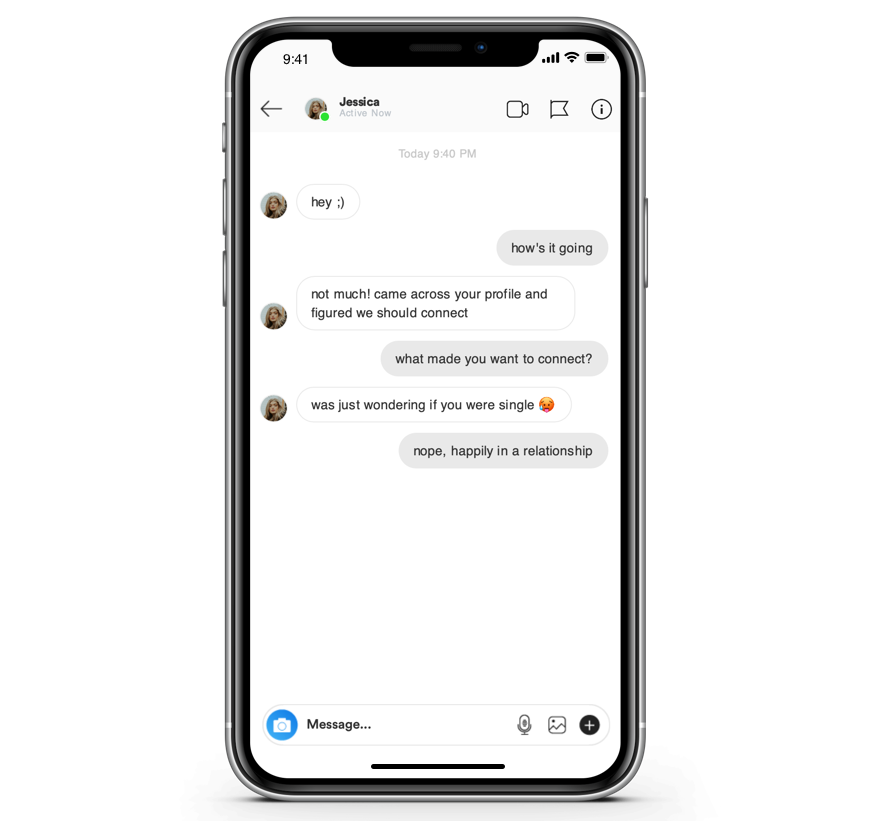 9:41
Jessica
Active Now
Today 9:40 PM
hey ;)
how's it going
not much! came across your profile and
figured we should connect
what made you want to connect?
was just wondering if you were single 🥵
nope, happily in a relationship
Message...